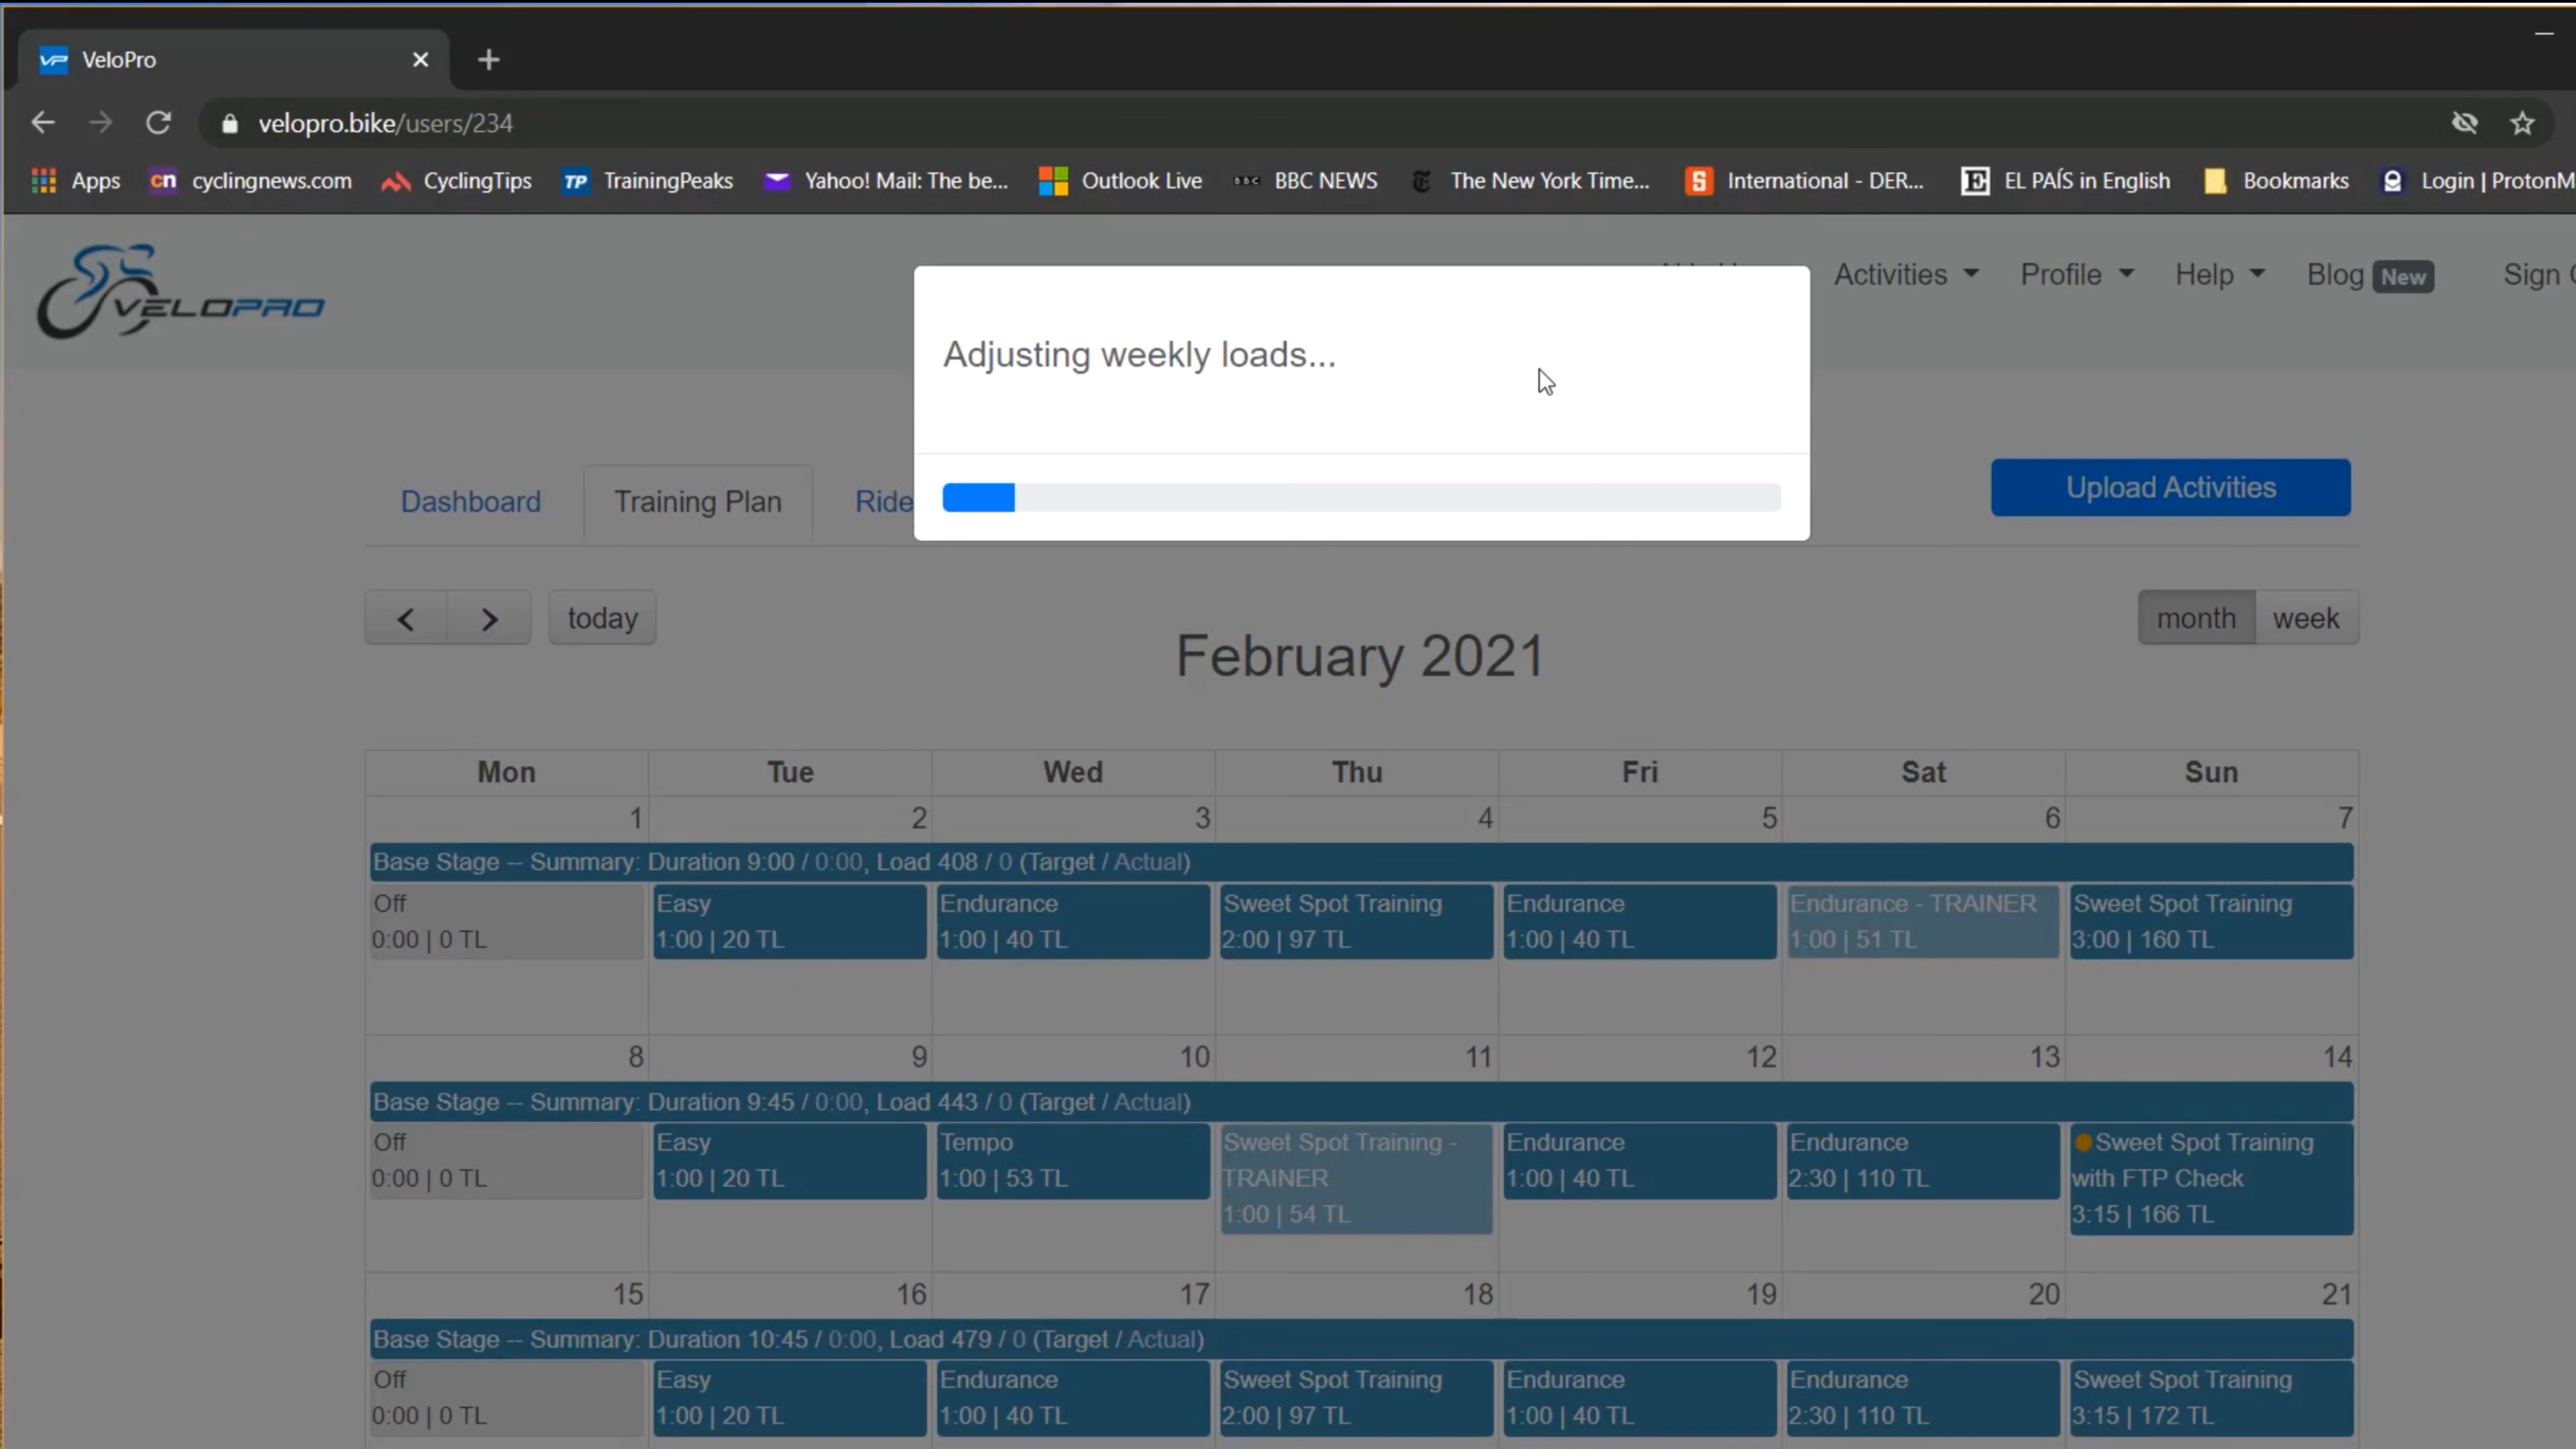 VeloPro
velopro.bike/users/234
Apps cyclingnews.com CyclingTips TrainingPeaks Yahoo! Mail: The be... Outlook Live BBC NEWS The New York Time... International - DER... EL PAÍS in English Bookmarks Login | ProtonM
VELOPRO
Activities Profile Help Blog New Sign
Adjusting weekly loads...
Dashboard Training Plan Ride Upload Activities
today month week
February 2021
Mon Tue Wed Thu Fri Sat Sun
1 2 3 4 5 6 7
Base Stage -- Summary: Duration 9:00 / 0:00, Load 408 / 0 (Target / Actual)
Off Easy Endurance Sweet Spot Training Endurance Endurance - TRAINER Sweet Spot Training
0:00 | 0 TL 1:00 | 20 TL 1:00 | 40 TL 2:00 | 97 TL 1:00 | 40 TL 1:00 | 51 TL 3:00 | 160 TL
8 9 10 11 12 13 14
Base Stage -- Summary: Duration 9:45 / 0:00, Load 443 / 0 (Target / Actual)
Off Easy Tempo Sweet Spot Training - Endurance Endurance Sweet Spot Training
0:00 | 0 TL 1:00 | 20 TL 1:00 | 53 TL TRAINER 1:00 | 40 TL 2:30 | 110 TL with FTP Check
1:00 | 54 TL 3:15 | 166 TL
15 16 17 18 19 20 21
Base Stage -- Summary: Duration 10:45 / 0:00, Load 479 / 0 (Target / Actual)
Off Easy Endurance Sweet Spot Training Endurance Endurance Sweet Spot Training
0:00 | 0 TL 1:00 | 20 TL 1:00 | 40 TL 2:00 | 97 TL 1:00 | 40 TL 2:30 | 110 TL 3:15 | 172 TL